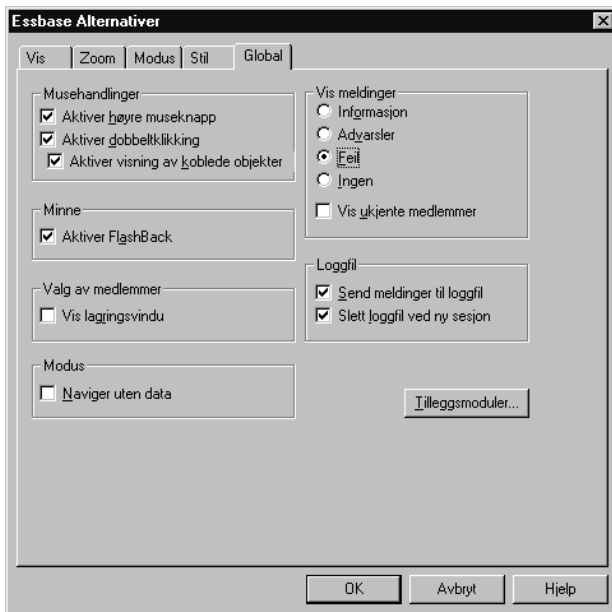 Essbase Alternativer
Vis Zoom Modus Stil Global
Musehandlinger
Aktiver høyre museknapp
Aktiver dobbeltklikking
Aktiver visning av koblede objekter
Minne
Aktiver FlashBack
Valg av medlemmer
Vis lagringsvindu
Modus
Naviger uten data
Vis meldinger
Informasjon
Advarsler
Feil
Ingen
Vis ukjente medlemmer
Loggfil
Send meldinger til loggfil
Slett loggfil ved ny sesjon
Tilleggsmoduler...
OK Avbryt Hjelp